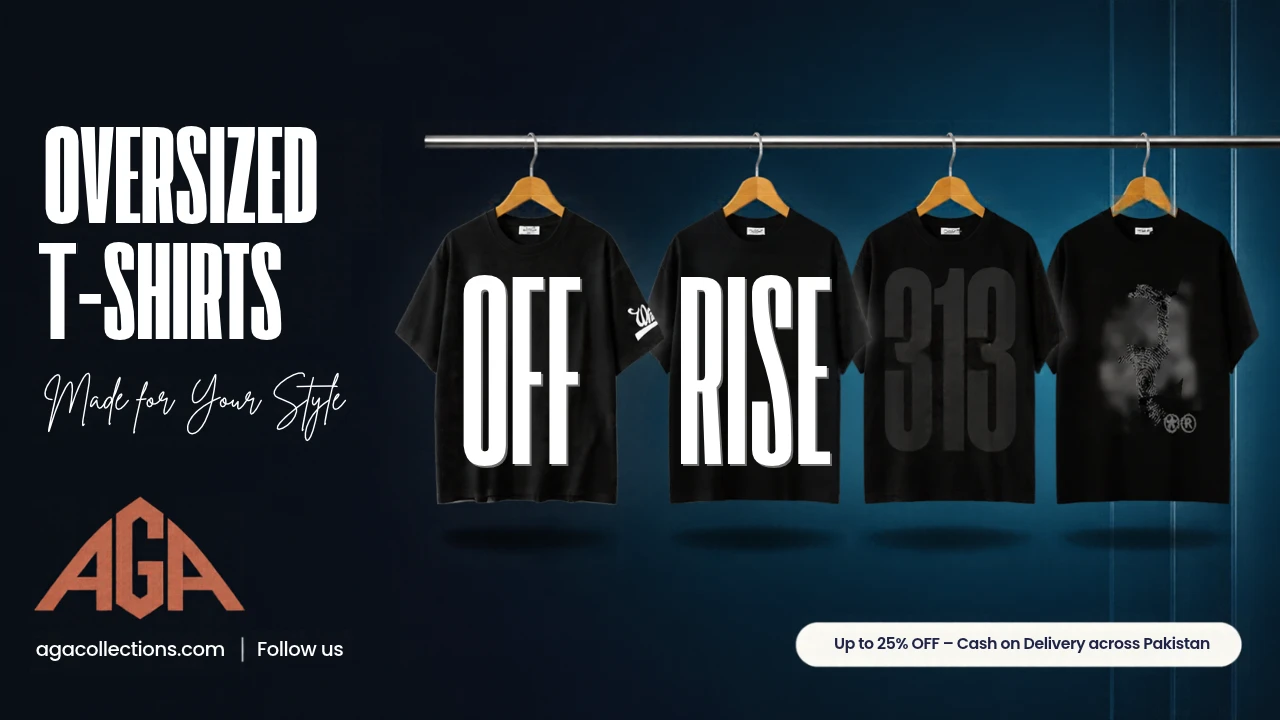 OVERSIZED
T-SHIRTS
Made for Your Style
OFF
RISE
313
®
AGA
agacollections.com | Follow us
Up to 25% OFF – Cash on Delivery across Pakistan